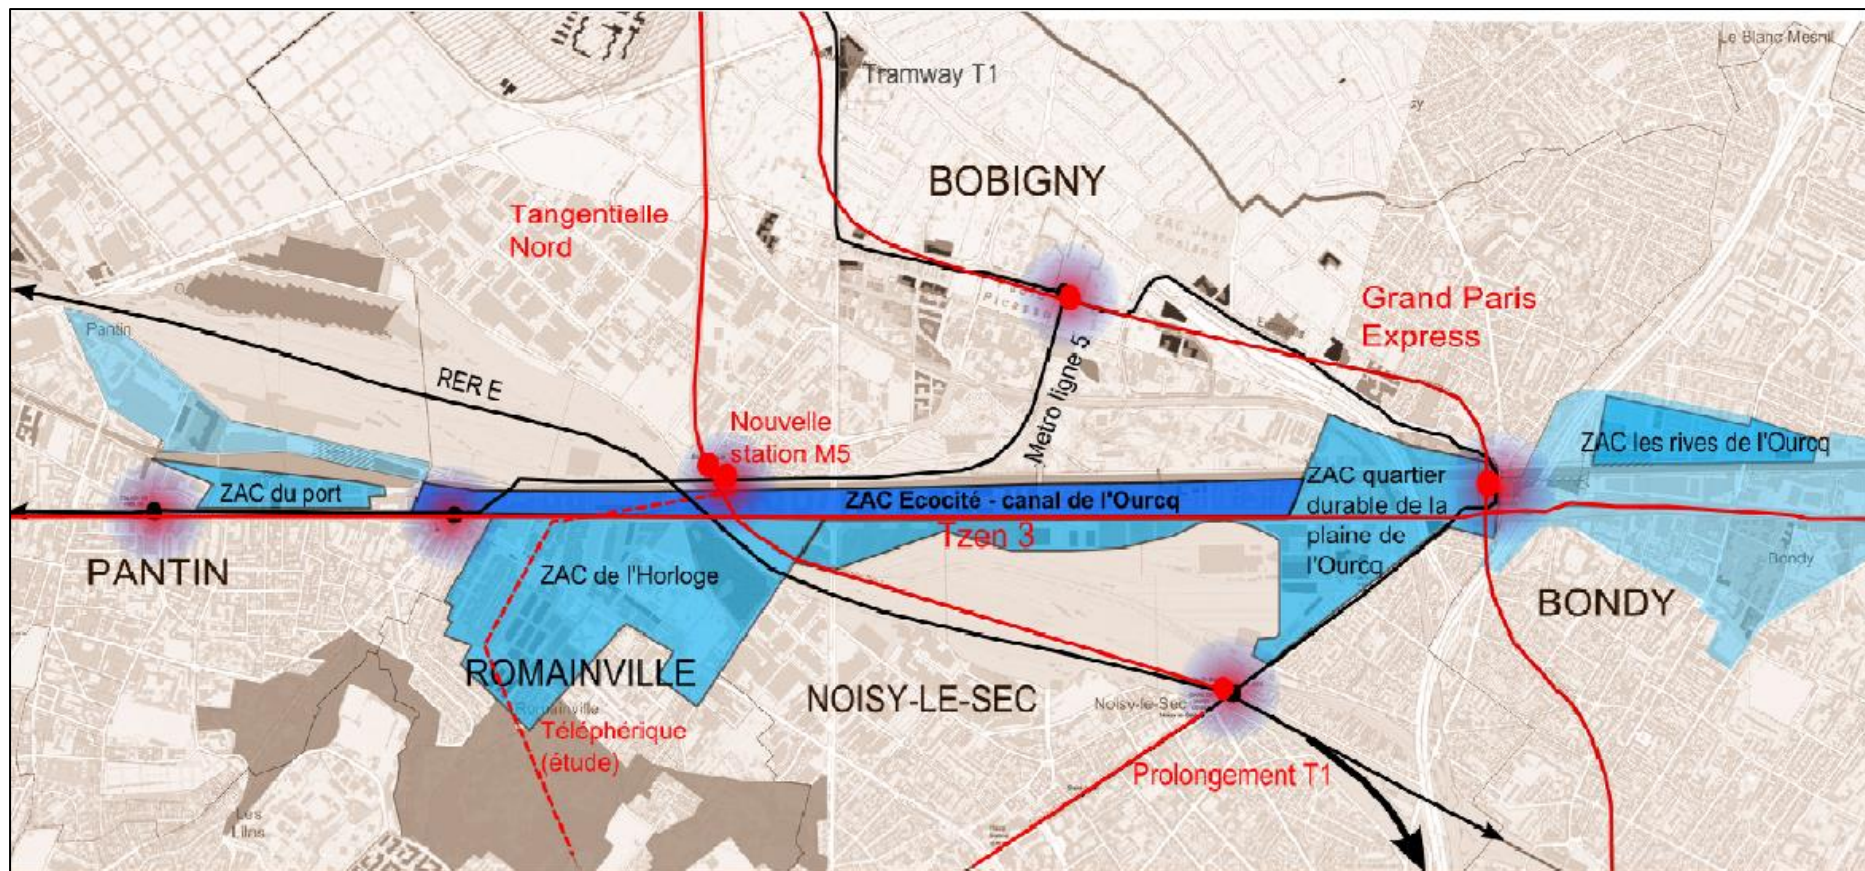 Le Blanc Mesnil
Tramway T1
BOBIGNY
Tangentielle
Nord
Grand Paris
Express
Picasso
Pantin
RER E
Metro ligne 5
Nouvelle
station M5
ZAC les rives de l'Ourcq
ZAC du port
ZAC Ecocité - canal de l'Ourcq
ZAC quartier
durable de la
plaine de
l'Ourcq
Tzen 3
PANTIN
ZAC de l'Horloge
Bondy
BONDY
ROMAINVILLE
NOISY-LE-SEC
Noisy-le-Sec
Romainville
Téléphérique
(étude)
Prolongement T1
Les
Lilas